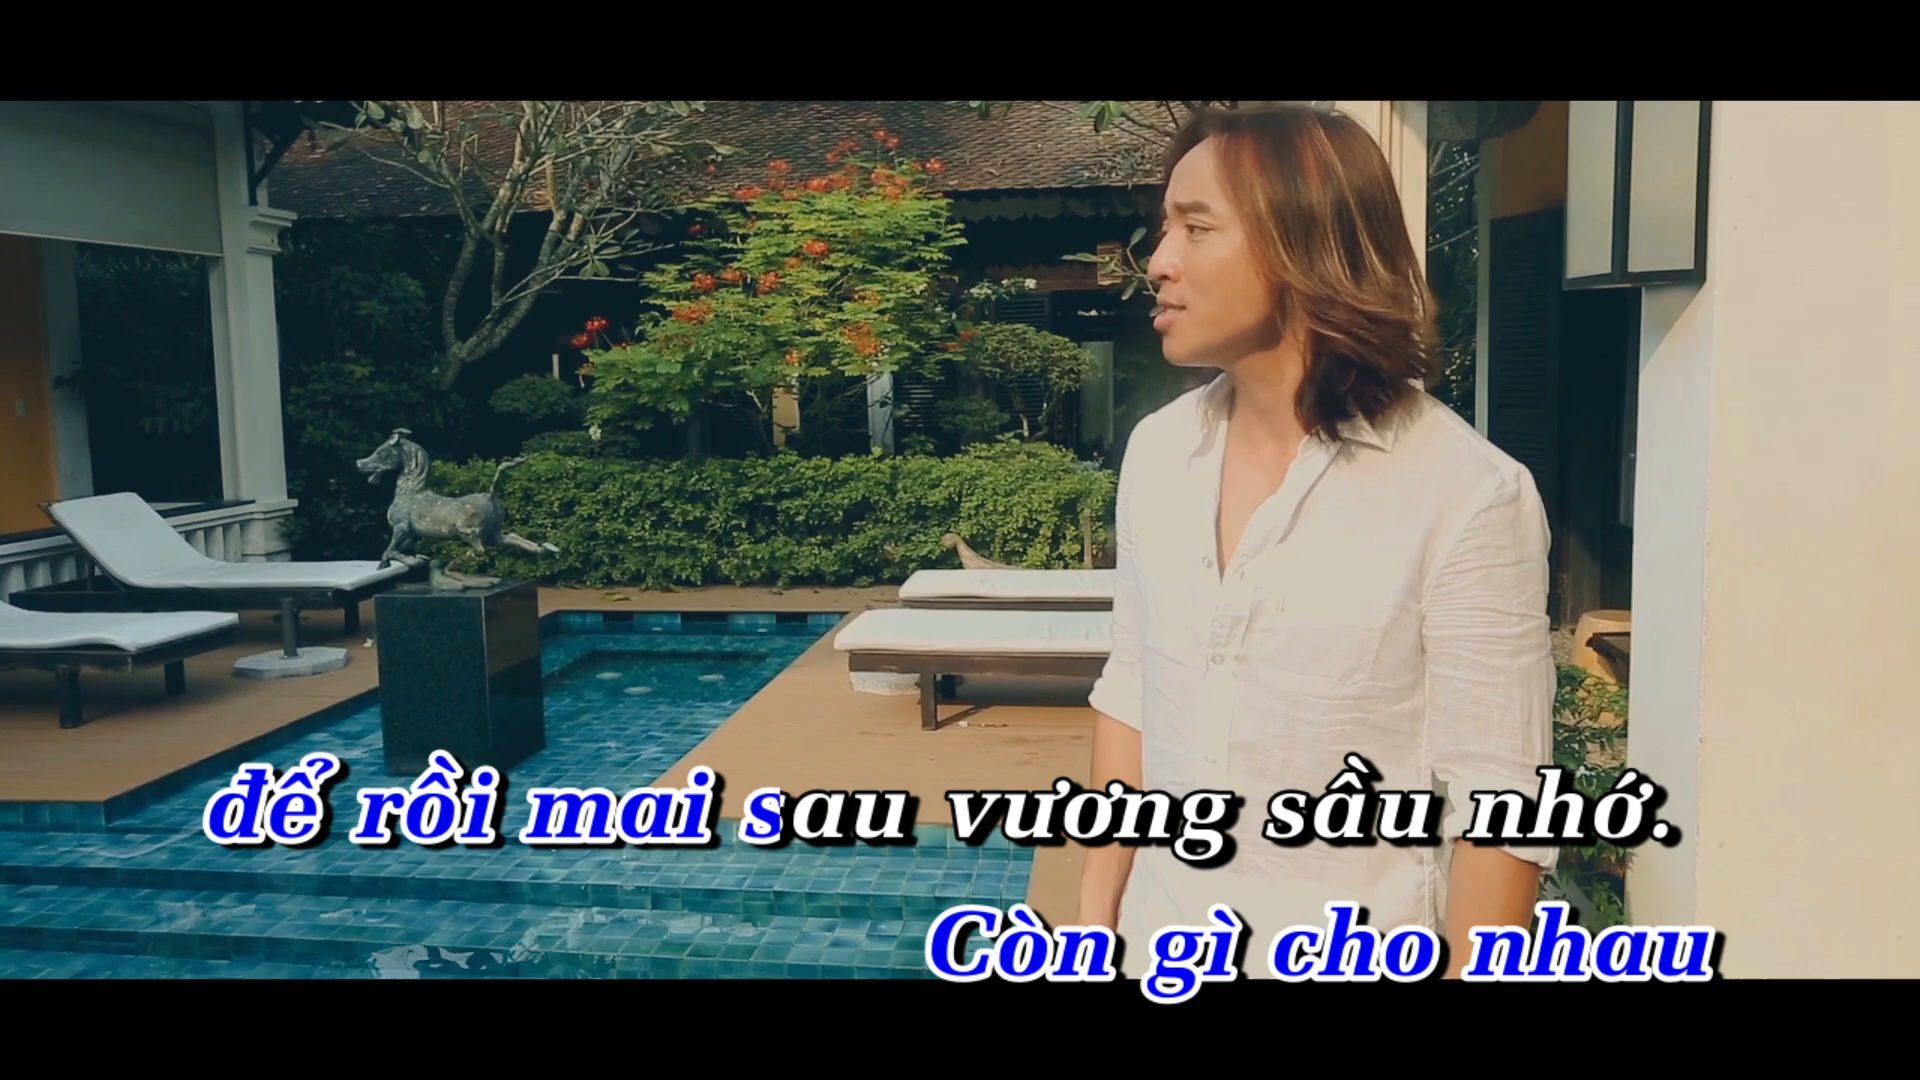 để rồi mai sau vương sầu nhớ.
Còn gì cho nhau